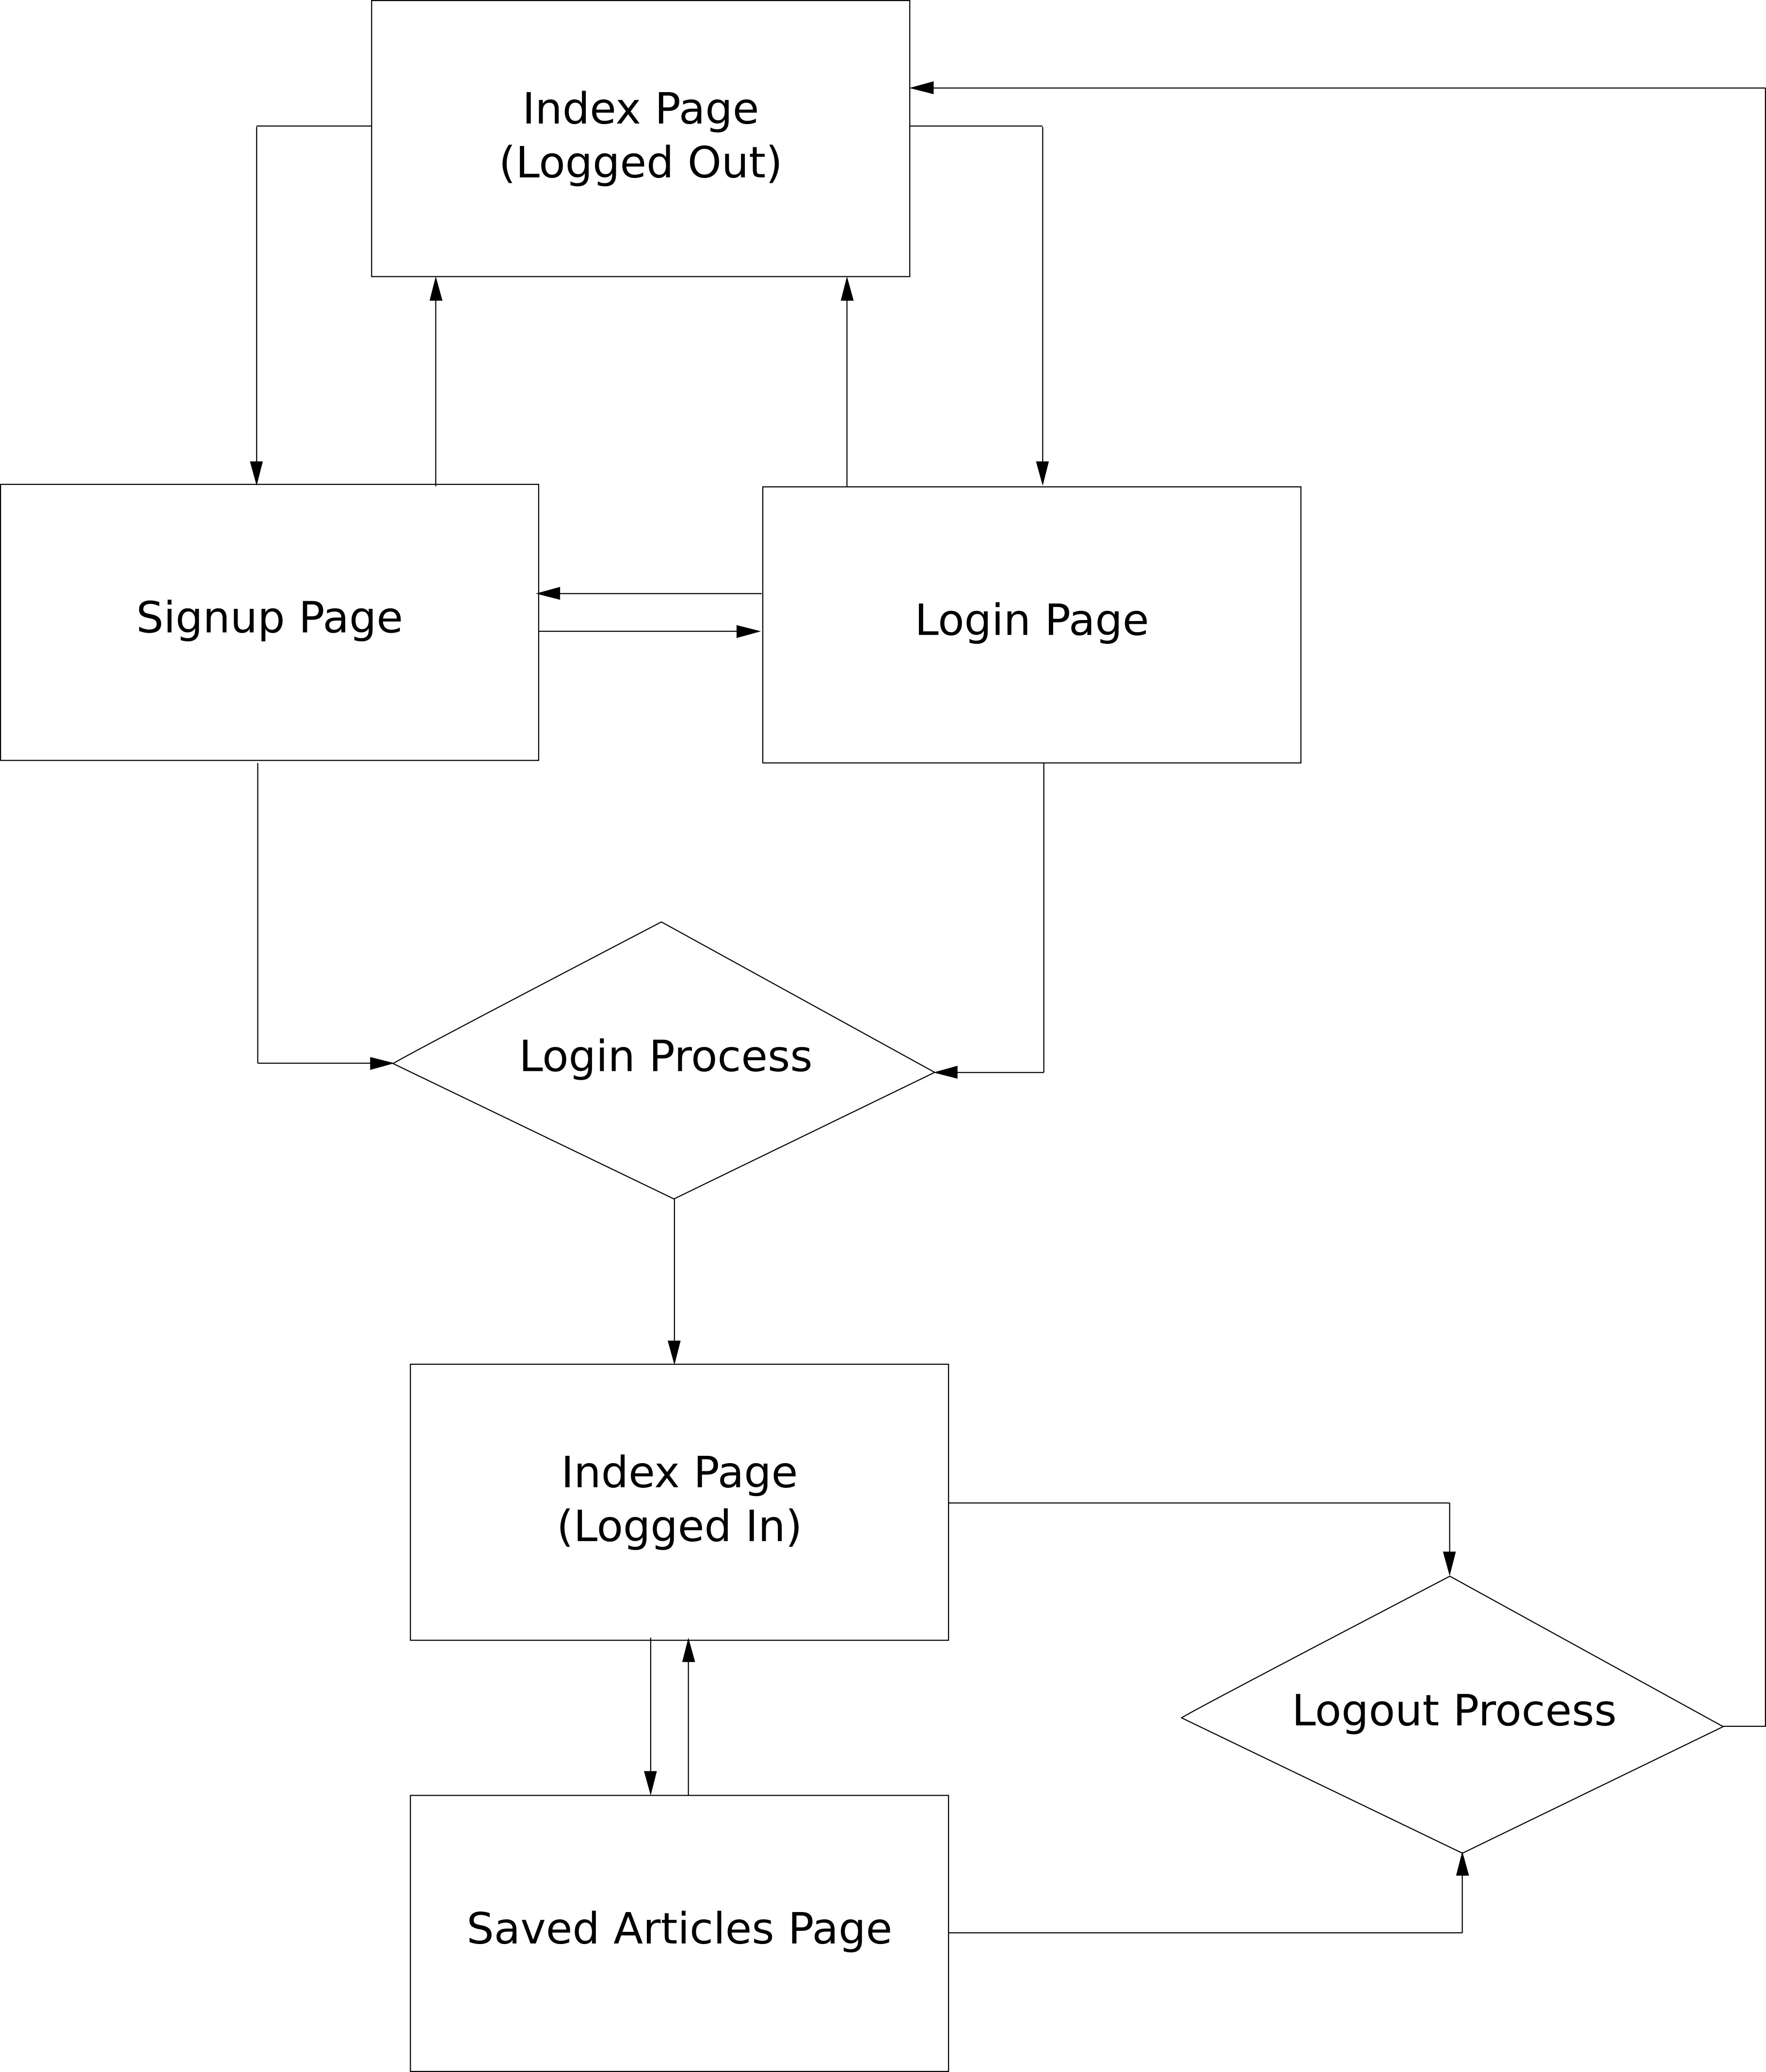 Index Page
(Logged Out)
Signup Page
Login Page
Login Process
Index Page
(Logged In)
Logout Process
Saved Articles Page